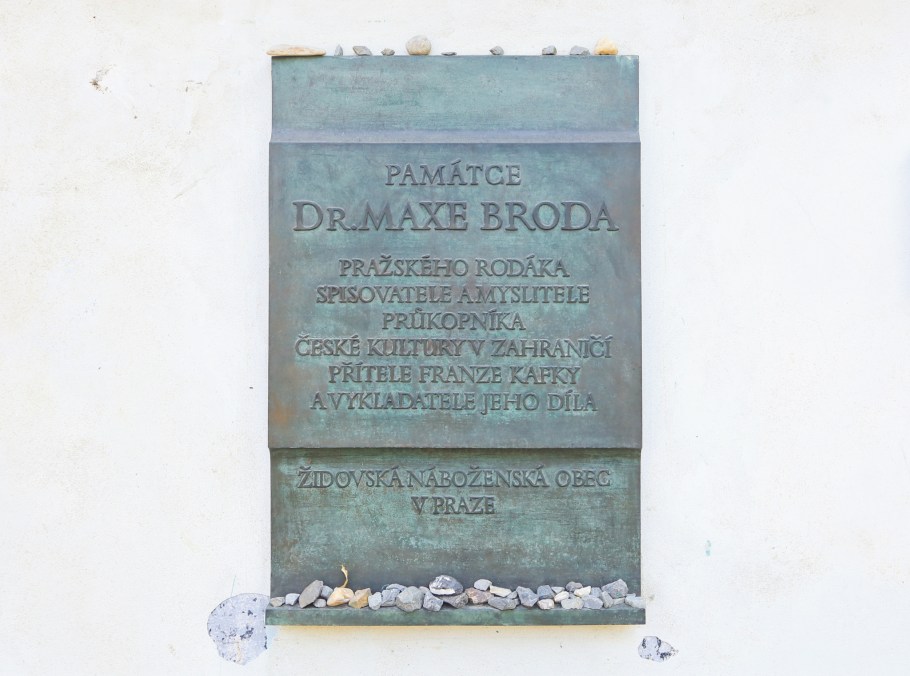 PAMÁTCE
DR. MAXE BRODA
PRAŽSKÉHO RODÁKA
SPISOVATELE A MYSLITELE
PRŮKOPNÍKA
ČESKÉ KULTURY V ZAHRANIČÍ
PŘÍTELE FRANZE KAFKY
A VYKLADATELE JEHO DÍLA
ŽIDOVSKÁ NÁBOŽENSKÁ OBEC
V PRAZE